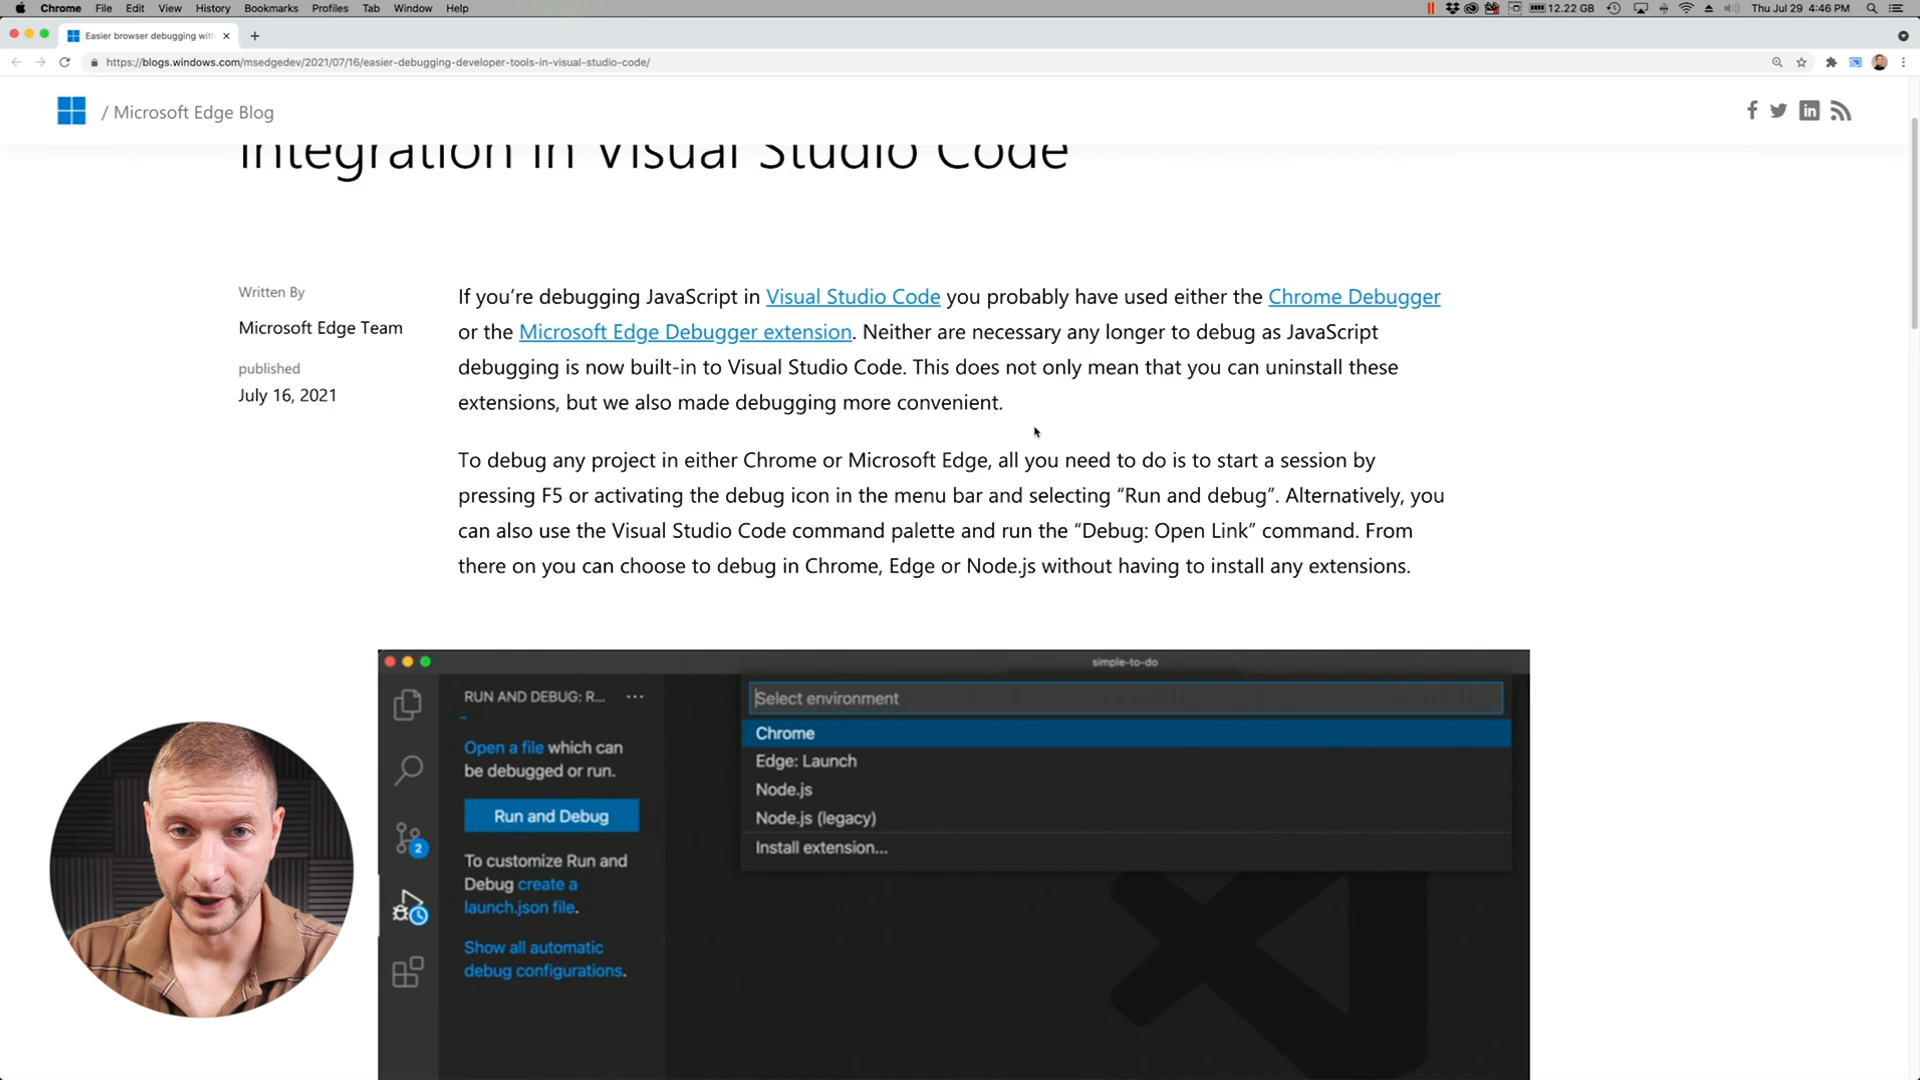 Chrome File Edit View History Bookmarks Profiles Tab Window Help
12.22 GB Thu Jul 29 4:46 PM
Easier browser debugging with
https://blogs.windows.com/msedgedev/2021/07/16/easier-debugging-developer-tools-in-visual-studio-code/
/ Microsoft Edge Blog
Integration in Visual Studio Code
Written By
Microsoft Edge Team
published
July 16, 2021
If you’re debugging JavaScript in Visual Studio Code you probably have used either the Chrome Debugger
or the Microsoft Edge Debugger extension. Neither are necessary any longer to debug as JavaScript
debugging is now built-in to Visual Studio Code. This does not only mean that you can uninstall these
extensions, but we also made debugging more convenient.
To debug any project in either Chrome or Microsoft Edge, all you need to do is to start a session by
pressing F5 or activating the debug icon in the menu bar and selecting “Run and debug”. Alternatively, you
can also use the Visual Studio Code command palette and run the “Debug: Open Link” command. From
there on you can choose to debug in Chrome, Edge or Node.js without having to install any extensions.
simple-to-do
RUN AND DEBUG: R...
Open a file which can
be debugged or run.
Run and Debug
To customize Run and
Debug create a
launch.json file.
Show all automatic
debug configurations.
2
Select environment
Chrome
Edge: Launch
Node.js
Node.js (legacy)
Install extension...